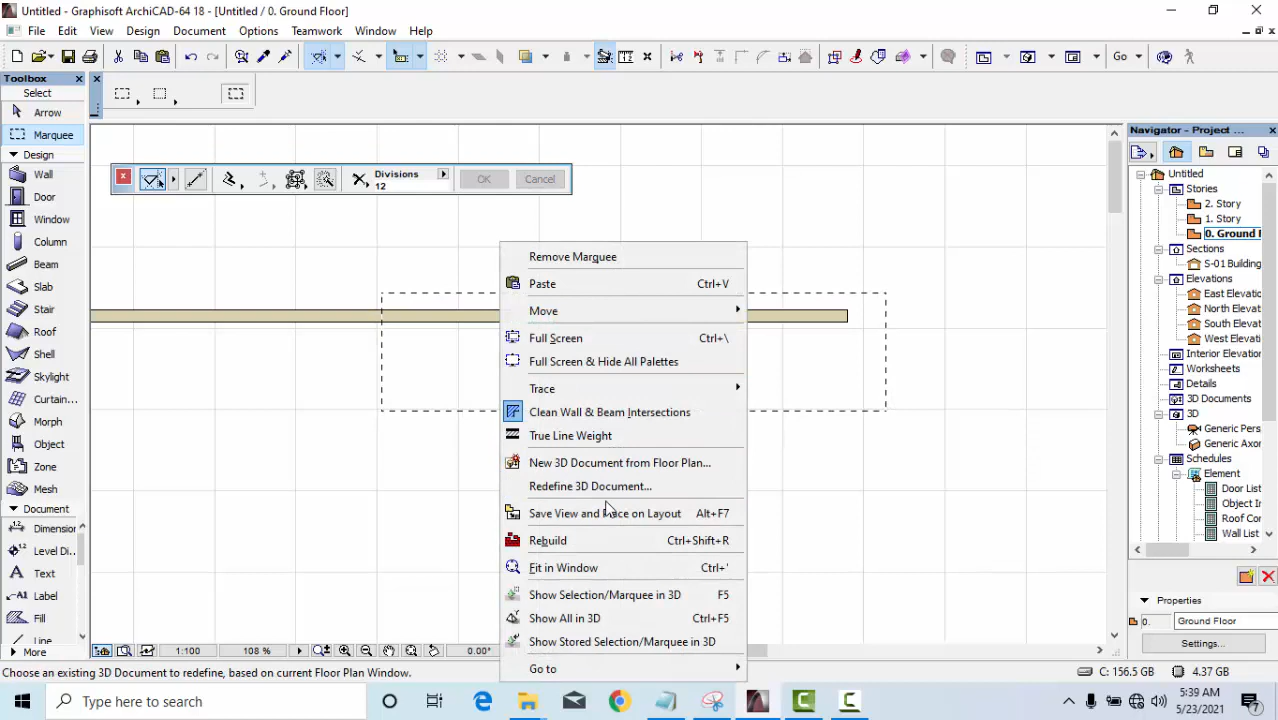 Untitled - Graphisoft ArchiCAD-64 18 - [Untitled / 0. Ground Floor]
File Edit View Design Document Options Teamwork Window Help
Go
Toolbox
Select
Arrow
Marquee
Design
Wall
Door
Window
Column
Beam
Slab
Stair
Roof
Shell
Skylight
Curtain...
Morph
Object
Zone
Mesh
Document
Dimension
Level Di
Text
Label
Fill
Line
More
Divisions
12
OK
Cancel
Remove Marquee
Paste Ctrl+V
Move
Full Screen Ctrl+\
Full Screen & Hide All Palettes
Trace
Clean Wall & Beam Intersections
True Line Weight
New 3D Document from Floor Plan...
Redefine 3D Document...
Save View and Place on Layout Alt+F7
Rebuild Ctrl+Shift+R
Fit in Window Ctrl+'
Show Selection/Marquee in 3D F5
Show All in 3D Ctrl+F5
Show Stored Selection/Marquee in 3D
Go to
Navigator - Project ...
Untitled
Stories
2. Story
1. Story
0. Ground F
Sections
S-01 Building
Elevations
East Elevatio
North Elevat
South Elevat
West Elevati
Interior Elevatio
Worksheets
Details
3D Documents
3D
Generic Pers
Generic Axor
Schedules
Element
Door List
Object In
Roof Cor
Wall List
Properties
0. Ground Floor
Settings...
1:100 108 % 0.00°
Choose an existing 3D Document to redefine, based on current Floor Plan Window.
C: 156.5 GB 4.37 GB
Type here to search
5:39 AM
5/23/2021
7